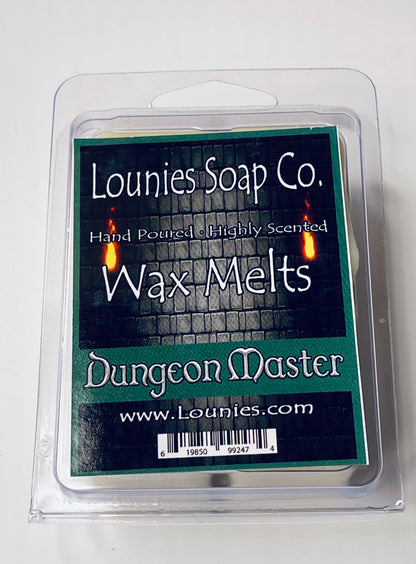 Lounies Soap Co.
Hand Poured · Highly Scented
Wax Melts
Dungeon Master
www.Lounies.com
6 19850 99247 4